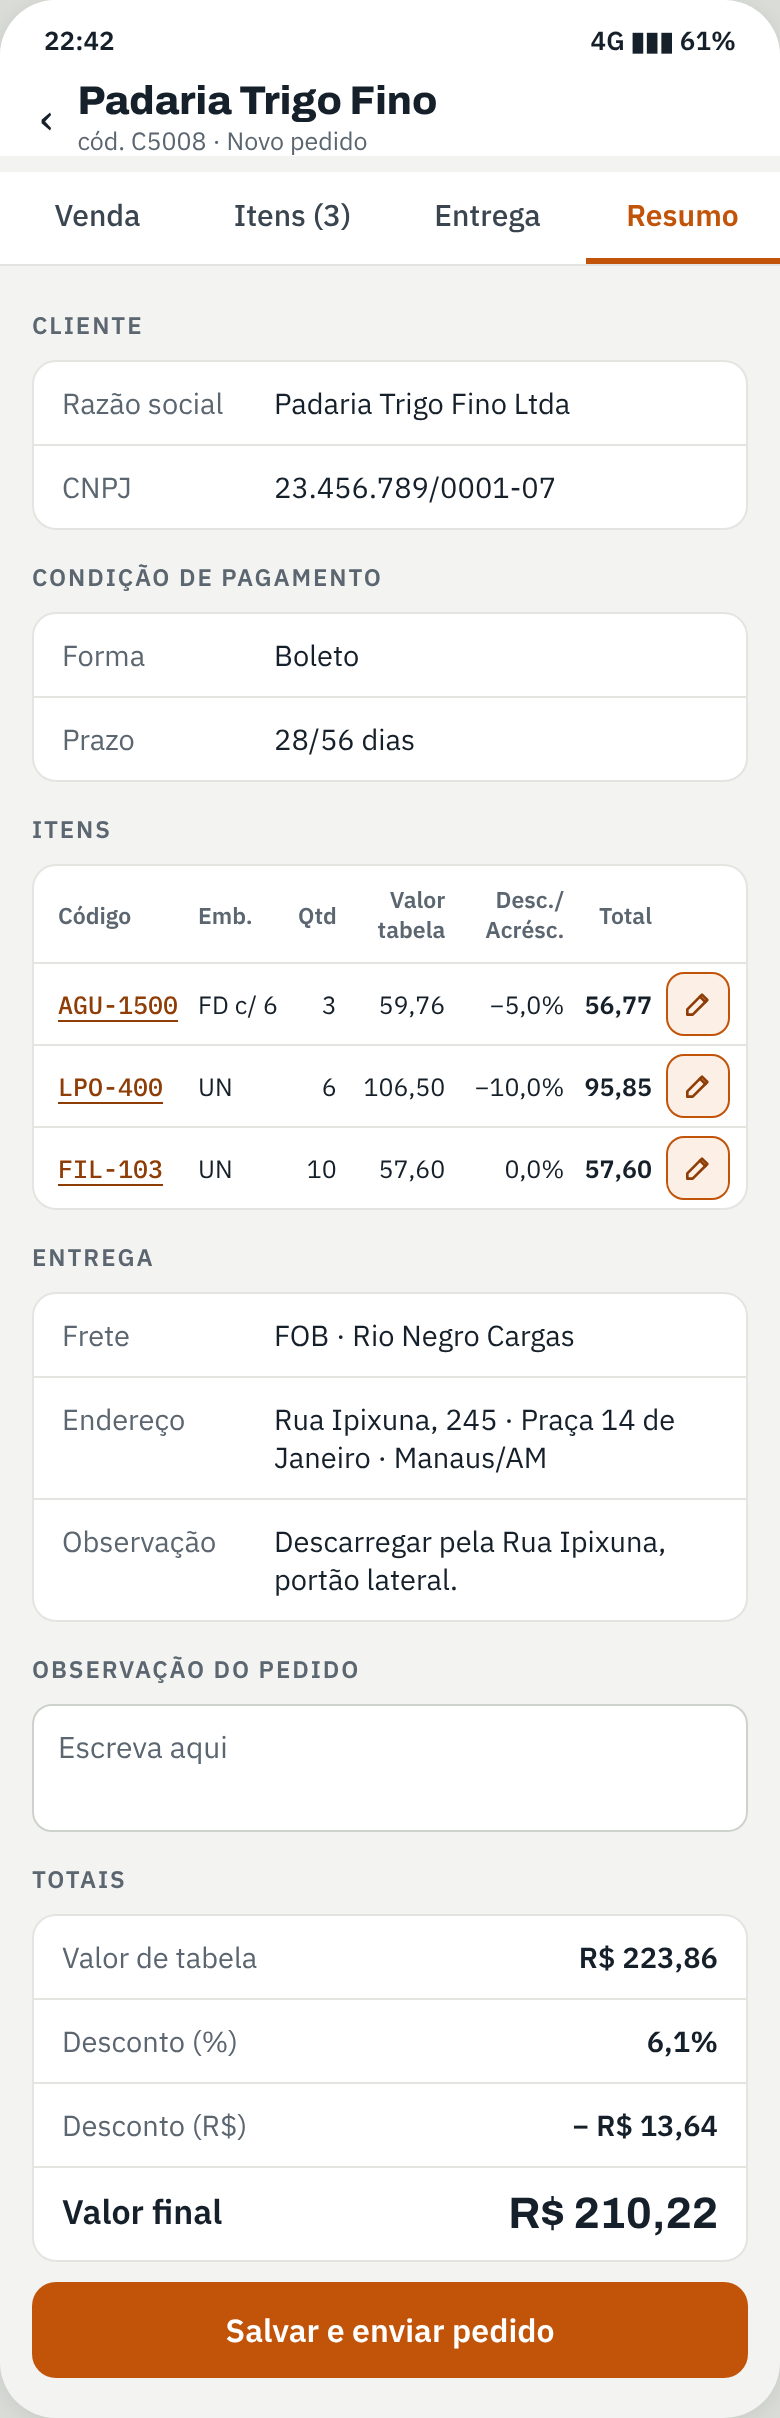 22:42
4G 61%
Padaria Trigo Fino
cód. C5008 · Novo pedido
Venda Itens (3) Entrega Resumo
CLIENTE
Razão social Padaria Trigo Fino Ltda
CNPJ 23.456.789/0001-07
CONDIÇÃO DE PAGAMENTO
Forma Boleto
Prazo 28/56 dias
ITENS
Código Emb. Qtd Valor tabela Desc./ Acrésc. Total
AGU-1500 FD c/ 6 3 59,76 −5,0% 56,77
LPO-400 UN 6 106,50 −10,0% 95,85
FIL-103 UN 10 57,60 0,0% 57,60
ENTREGA
Frete FOB · Rio Negro Cargas
Endereço Rua Ipixuna, 245 · Praça 14 de
Janeiro · Manaus/AM
Observação Descarregar pela Rua Ipixuna,
portão lateral.
OBSERVAÇÃO DO PEDIDO
Escreva aqui
TOTAIS
Valor de tabela R$ 223,86
Desconto (%) 6,1%
Desconto (R$) − R$ 13,64
Valor final R$ 210,22
Salvar e enviar pedido